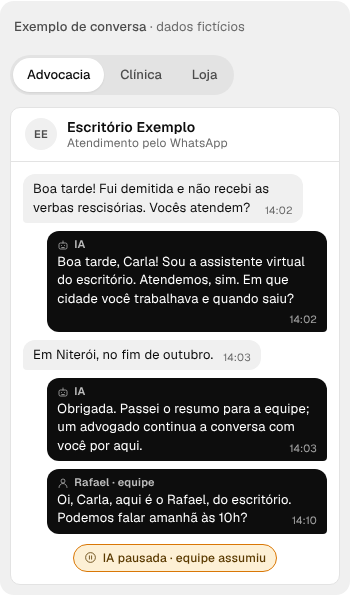 Exemplo de conversa · dados fictícios
Advocacia Clínica Loja
EE
Escritório Exemplo
Atendimento pelo WhatsApp
Boa tarde! Fui demitida e não recebi as
verbas rescisórias. Vocês atendem? 14:02
IA
Boa tarde, Carla! Sou a assistente virtual
do escritório. Atendemos, sim. Em que
cidade você trabalhava e quando saiu?
14:02
Em Niterói, no fim de outubro. 14:03
IA
Obrigada. Passei o resumo para a equipe;
um advogado continua a conversa com
você por aqui. 14:03
Rafael · equipe
Oi, Carla, aqui é o Rafael, do escritório.
Podemos falar amanhã às 10h? 14:10
IA pausada · equipe assumiu